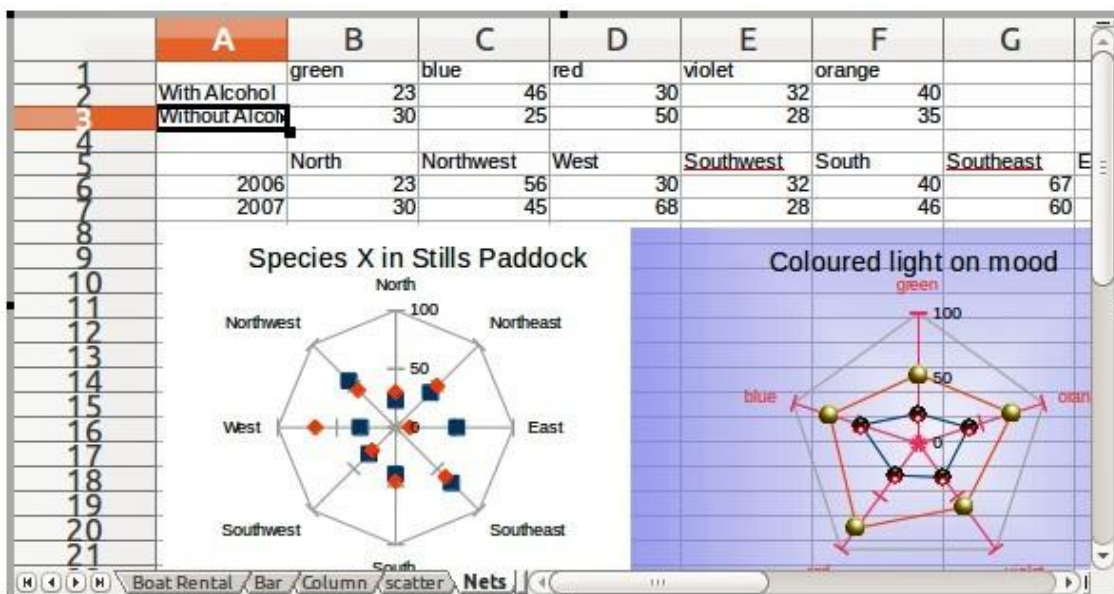 A B C D E F G
1 green blue red violet orange
2 With Alcohol 23 46 30 32 40
3 Without Alcoh 30 25 50 28 35
4
5 North Northwest West Southwest South Southeast E
6 2006 23 56 30 32 40 67
7 2007 30 45 68 28 46 60
8
9
10
11
12
13
14
15
16
17
18
19
20
21
Species X in Stills Paddock
North
100
Northwest Northeast
50
West 0 East
Southwest Southeast
South
Coloured light on mood
green
100
50
blue oran
0
Boat Rental Bar Column scatter Nets